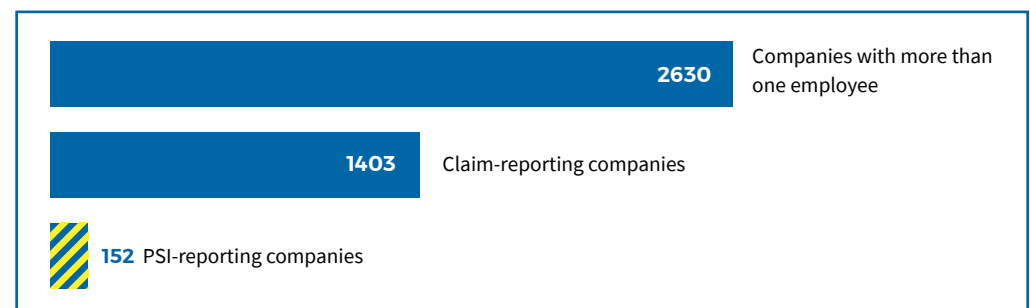 2630
Companies with more than
one employee
1403 Claim-reporting companies
152 PSI-reporting companies